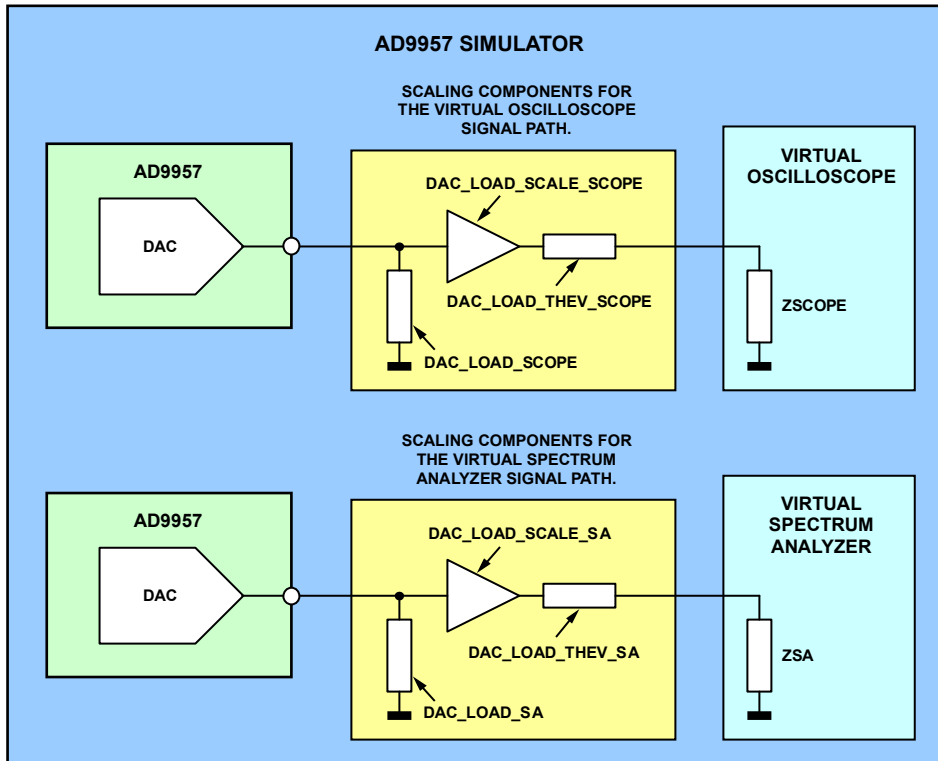 AD9957 SIMULATOR
SCALING COMPONENTS FOR
THE VIRTUAL OSCILLOSCOPE
SIGNAL PATH.
AD9957
DAC
DAC_LOAD_SCALE_SCOPE
DAC_LOAD_THEV_SCOPE
DAC_LOAD_SCOPE
VIRTUAL
OSCILLOSCOPE
ZSCOPE
SCALING COMPONENTS FOR
THE VIRTUAL SPECTRUM
ANALYZER SIGNAL PATH.
AD9957
DAC
DAC_LOAD_SCALE_SA
DAC_LOAD_THEV_SA
DAC_LOAD_SA
VIRTUAL
SPECTRUM
ANALYZER
ZSA